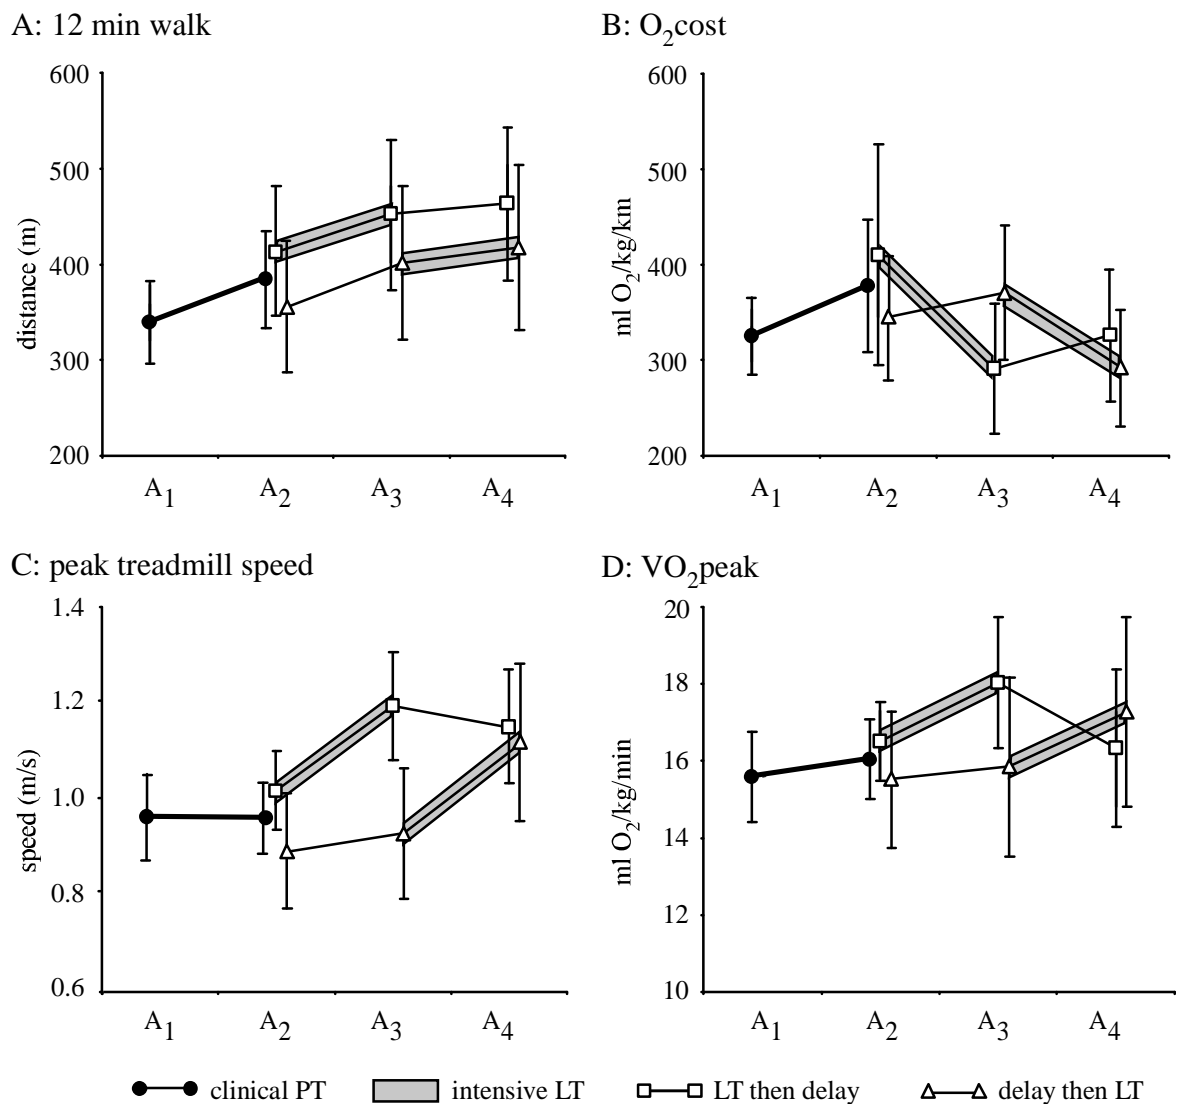 A: 12 min walk
600
500
400
300
200
distance (m)
A1 A2 A3 A4
B: O2cost
600
500
400
300
200
ml O2/kg/km
A1 A2 A3 A4
C: peak treadmill speed
1.4
1.2
1.0
0.8
0.6
speed (m/s)
A1 A2 A3 A4
D: VO2peak
20
18
16
14
12
10
ml O2/kg/min
A1 A2 A3 A4
clinical PT intensive LT LT then delay delay then LT